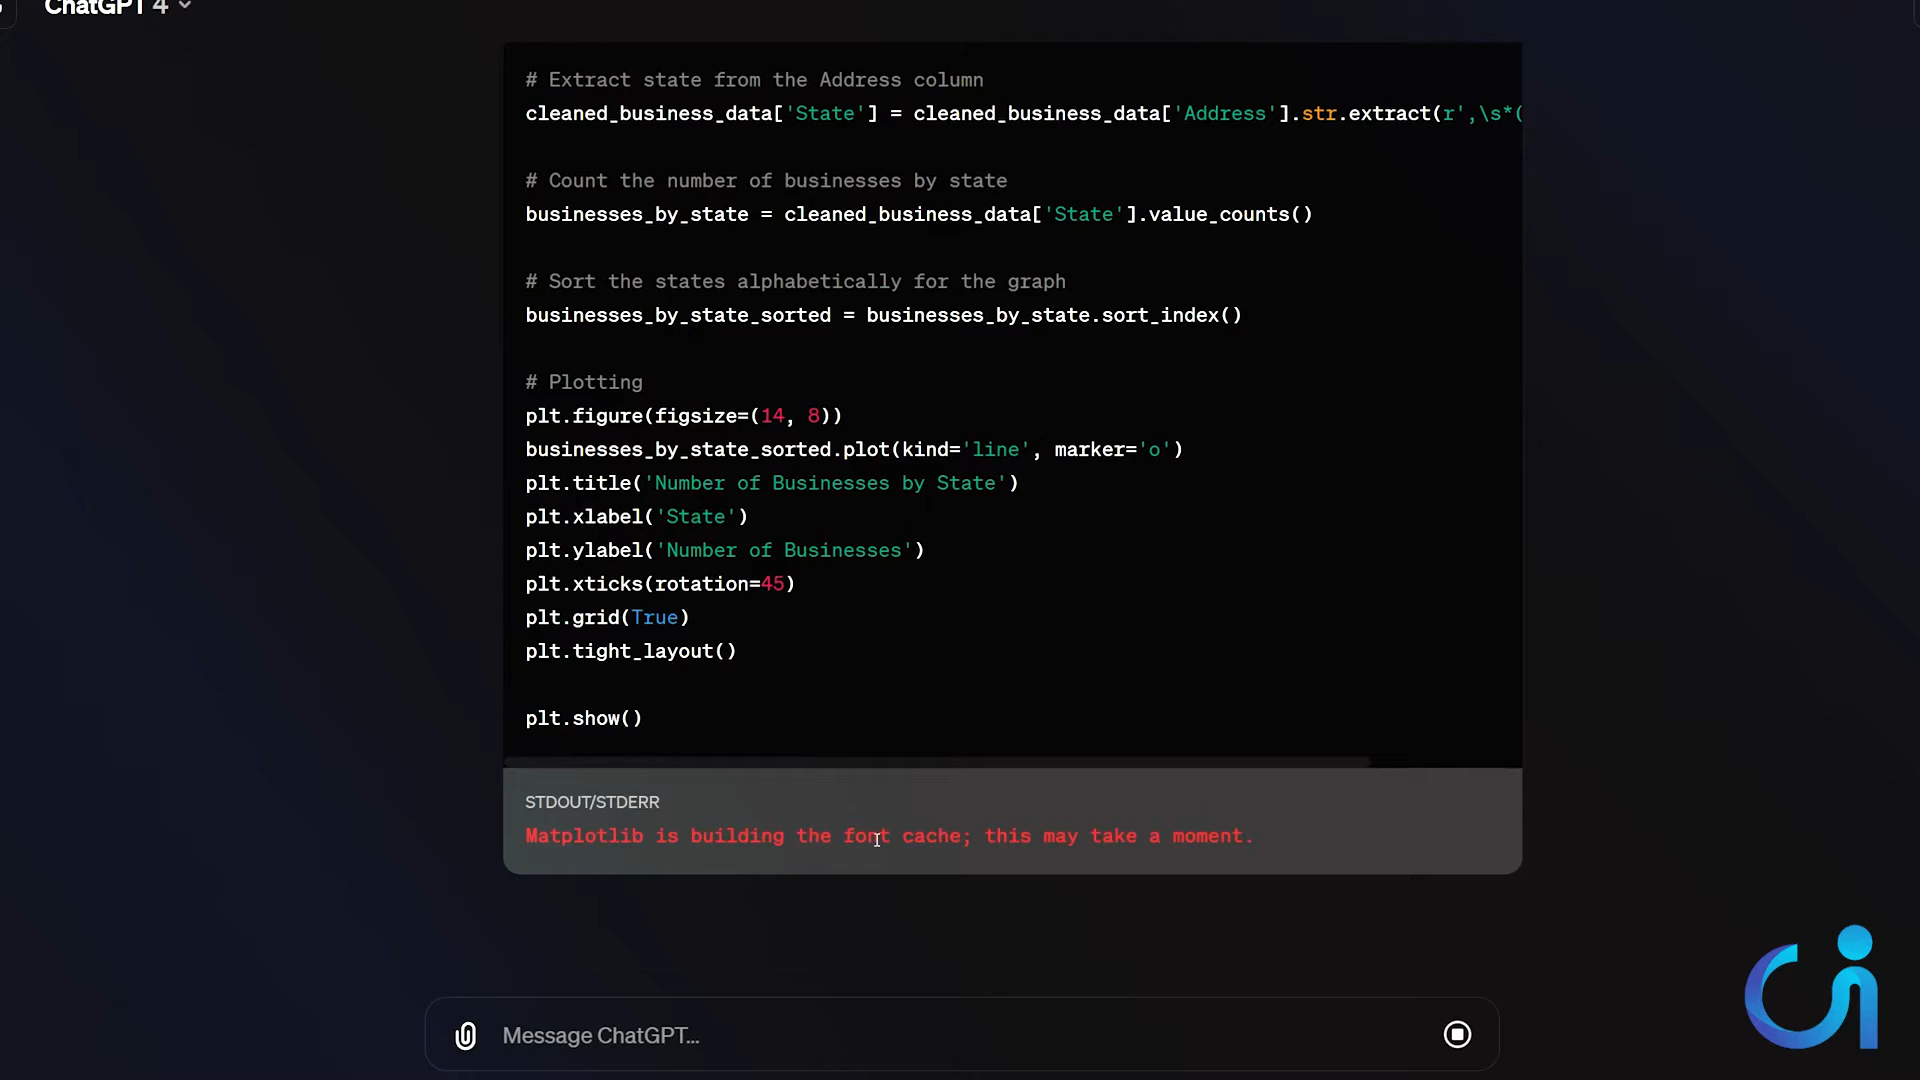 ChatGPT 4
# Extract state from the Address column
cleaned_business_data['State'] = cleaned_business_data['Address'].str.extract(r',\s*(
# Count the number of businesses by state
businesses_by_state = cleaned_business_data['State'].value_counts()
# Sort the states alphabetically for the graph
businesses_by_state_sorted = businesses_by_state.sort_index()
# Plotting
plt.figure(figsize=(14, 8))
businesses_by_state_sorted.plot(kind='line', marker='o')
plt.title('Number of Businesses by State')
plt.xlabel('State')
plt.ylabel('Number of Businesses')
plt.xticks(rotation=45)
plt.grid(True)
plt.tight_layout()
plt.show()
STDOUT/STDERR
Matplotlib is building the font cache; this may take a moment.
Message ChatGPT...